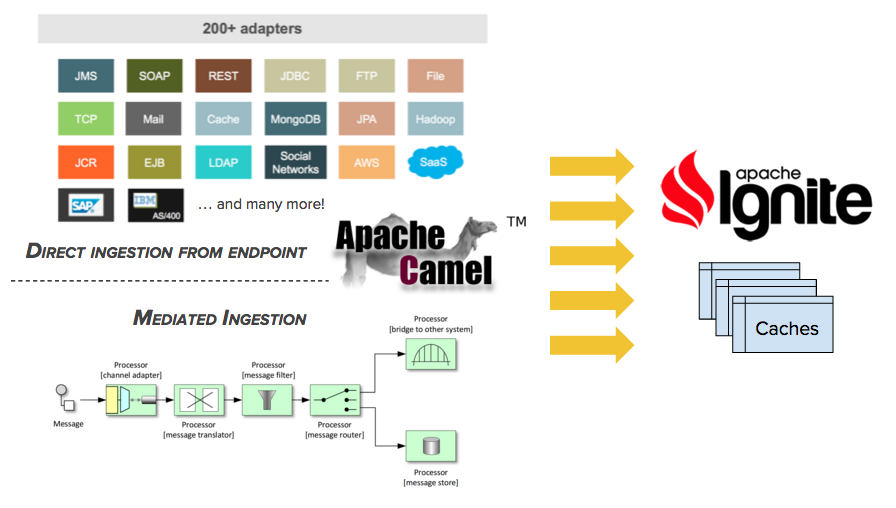 200+ adapters
JMS
SOAP
REST
JDBC
FTP
File
TCP
Mail
Cache
MongoDB
JPA
Hadoop
JCR
EJB
LDAP
Social
Networks
AWS
SaaS
SAP
IBM
AS/400
… and many more!
DIRECT INGESTION FROM ENDPOINT
Apache
Camel
TM
MEDIATED INGESTION
Message
Processor
[channel adapter]
Processor
[message translator]
Processor
[message filter]
Processor
[message router]
Processor
[bridge to other system]
Processor
[message store]
apache
Ignite
Caches